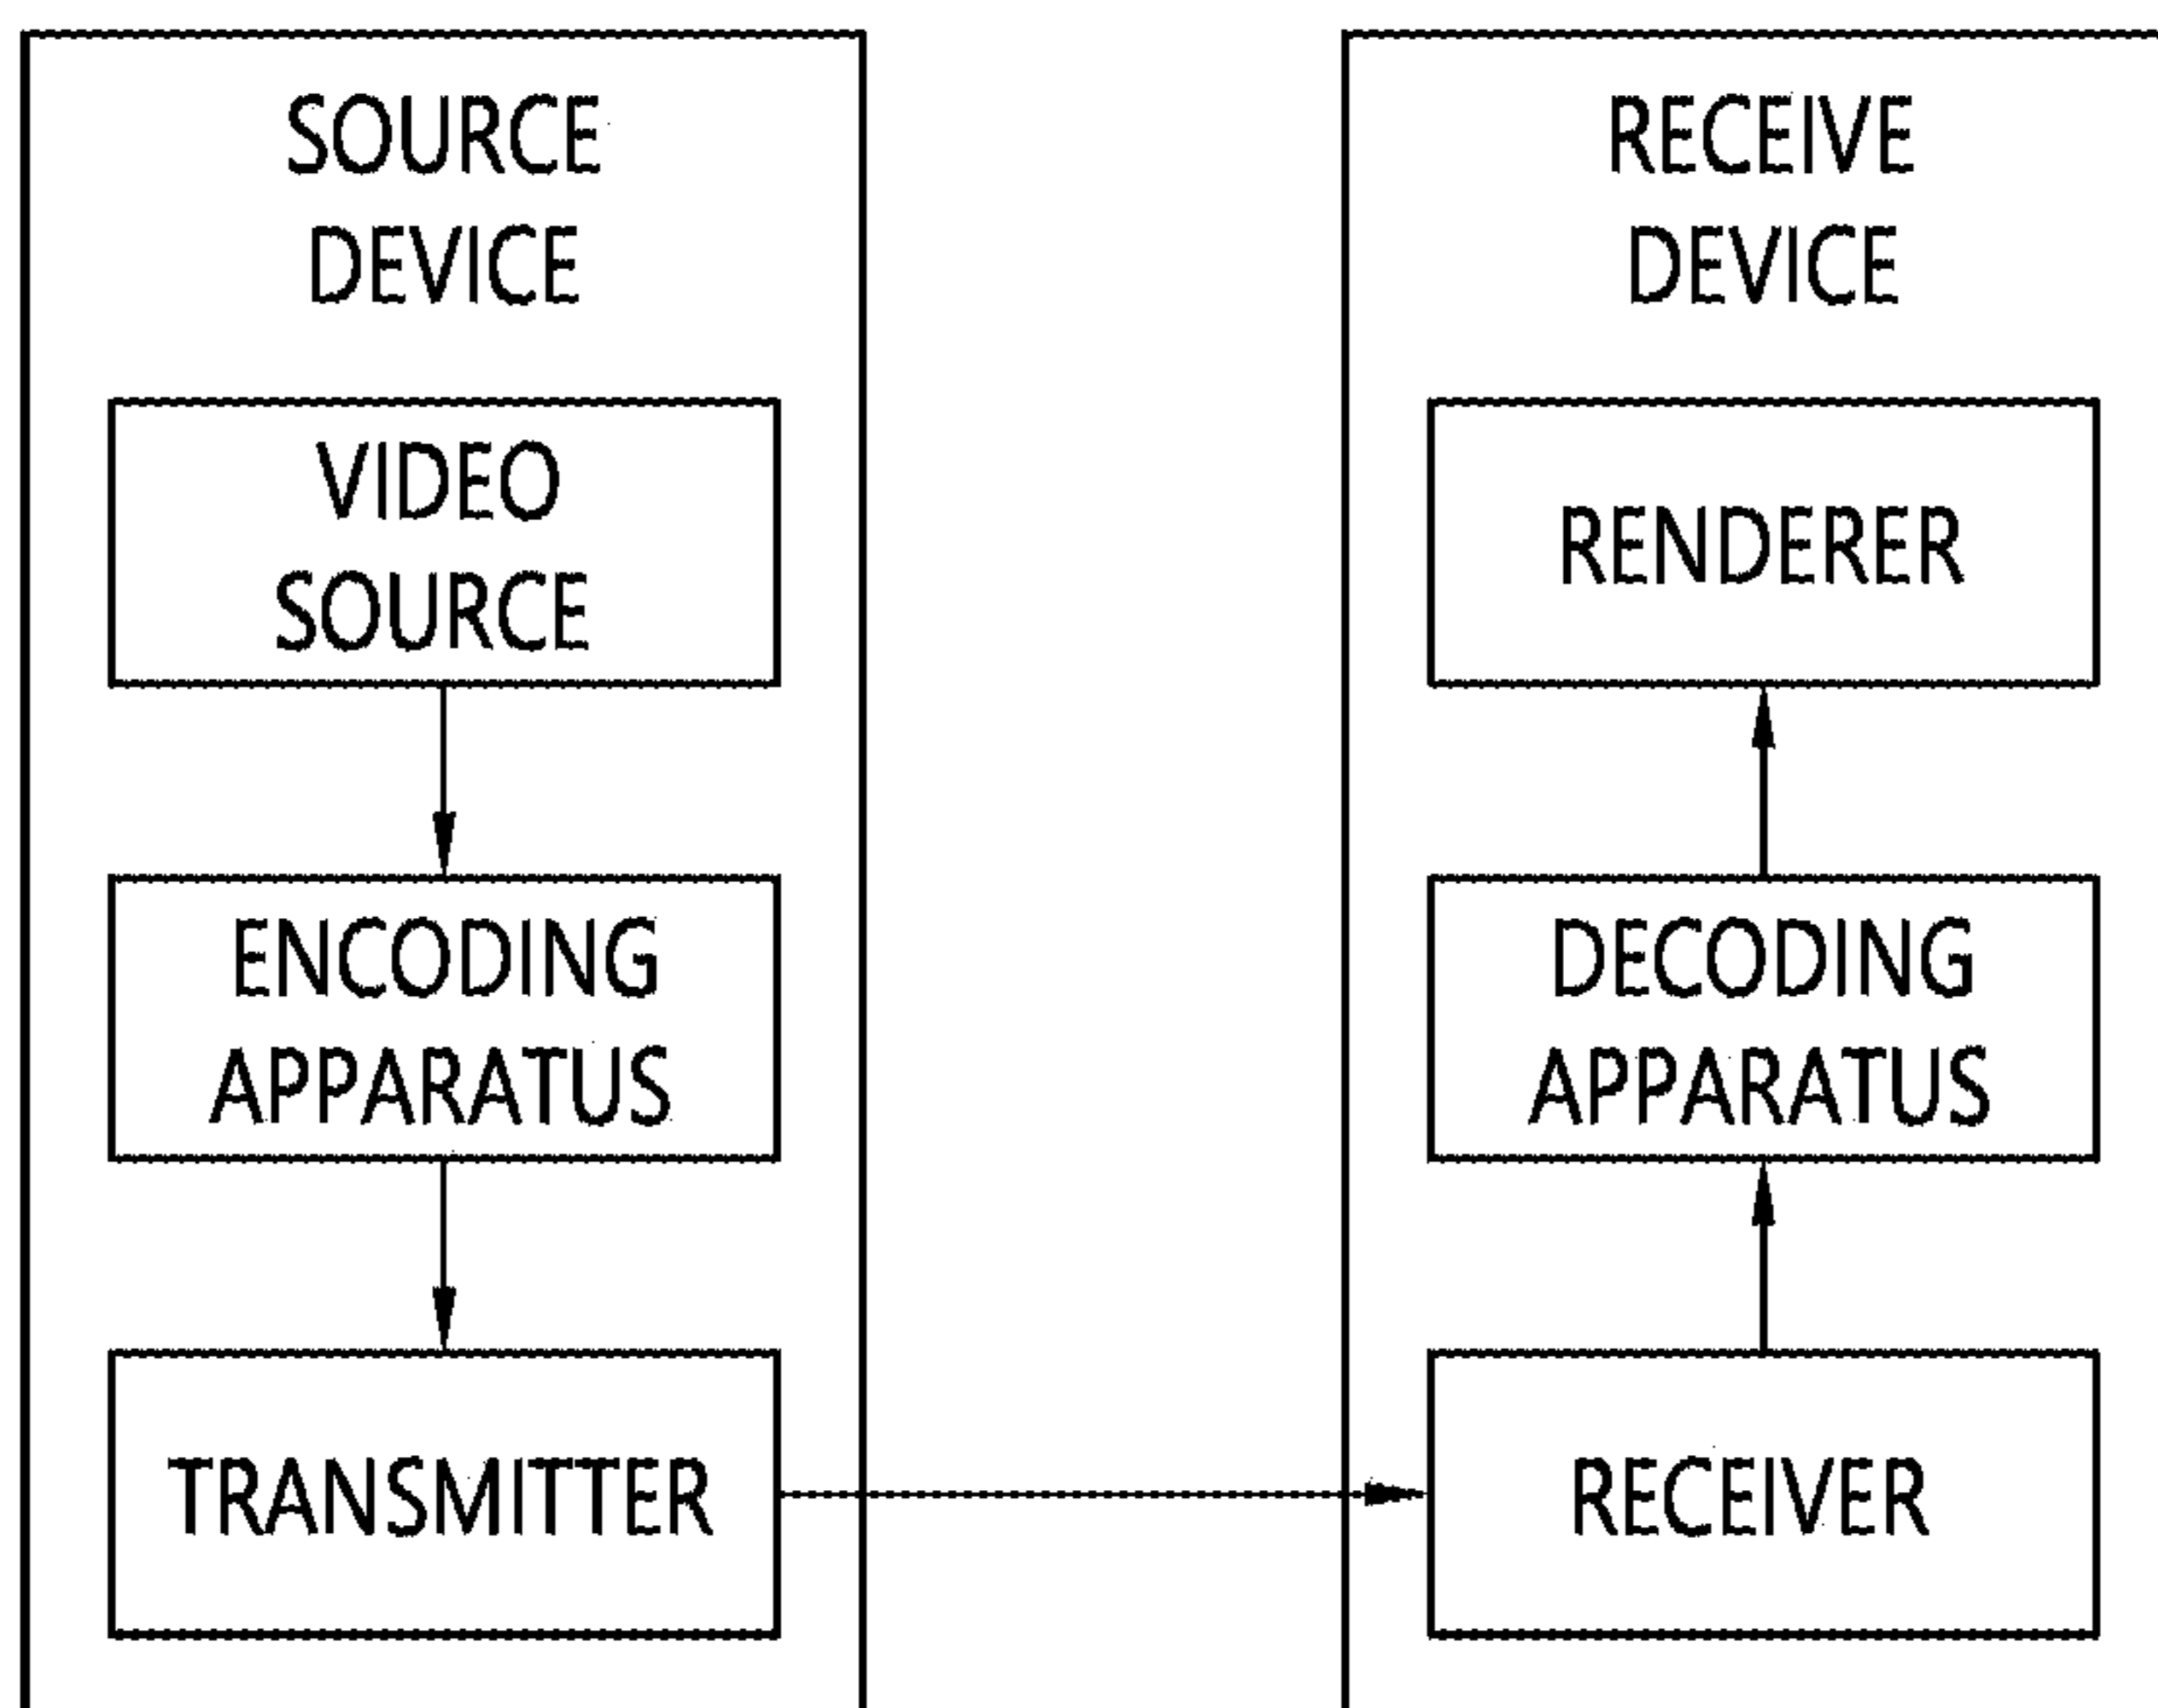 SOURCE
DEVICE
VIDEO
SOURCE
ENCODING
APPARATUS
TRANSMITTER
RECEIVE
DEVICE
RENDERER
DECODING
APPARATUS
RECEIVER